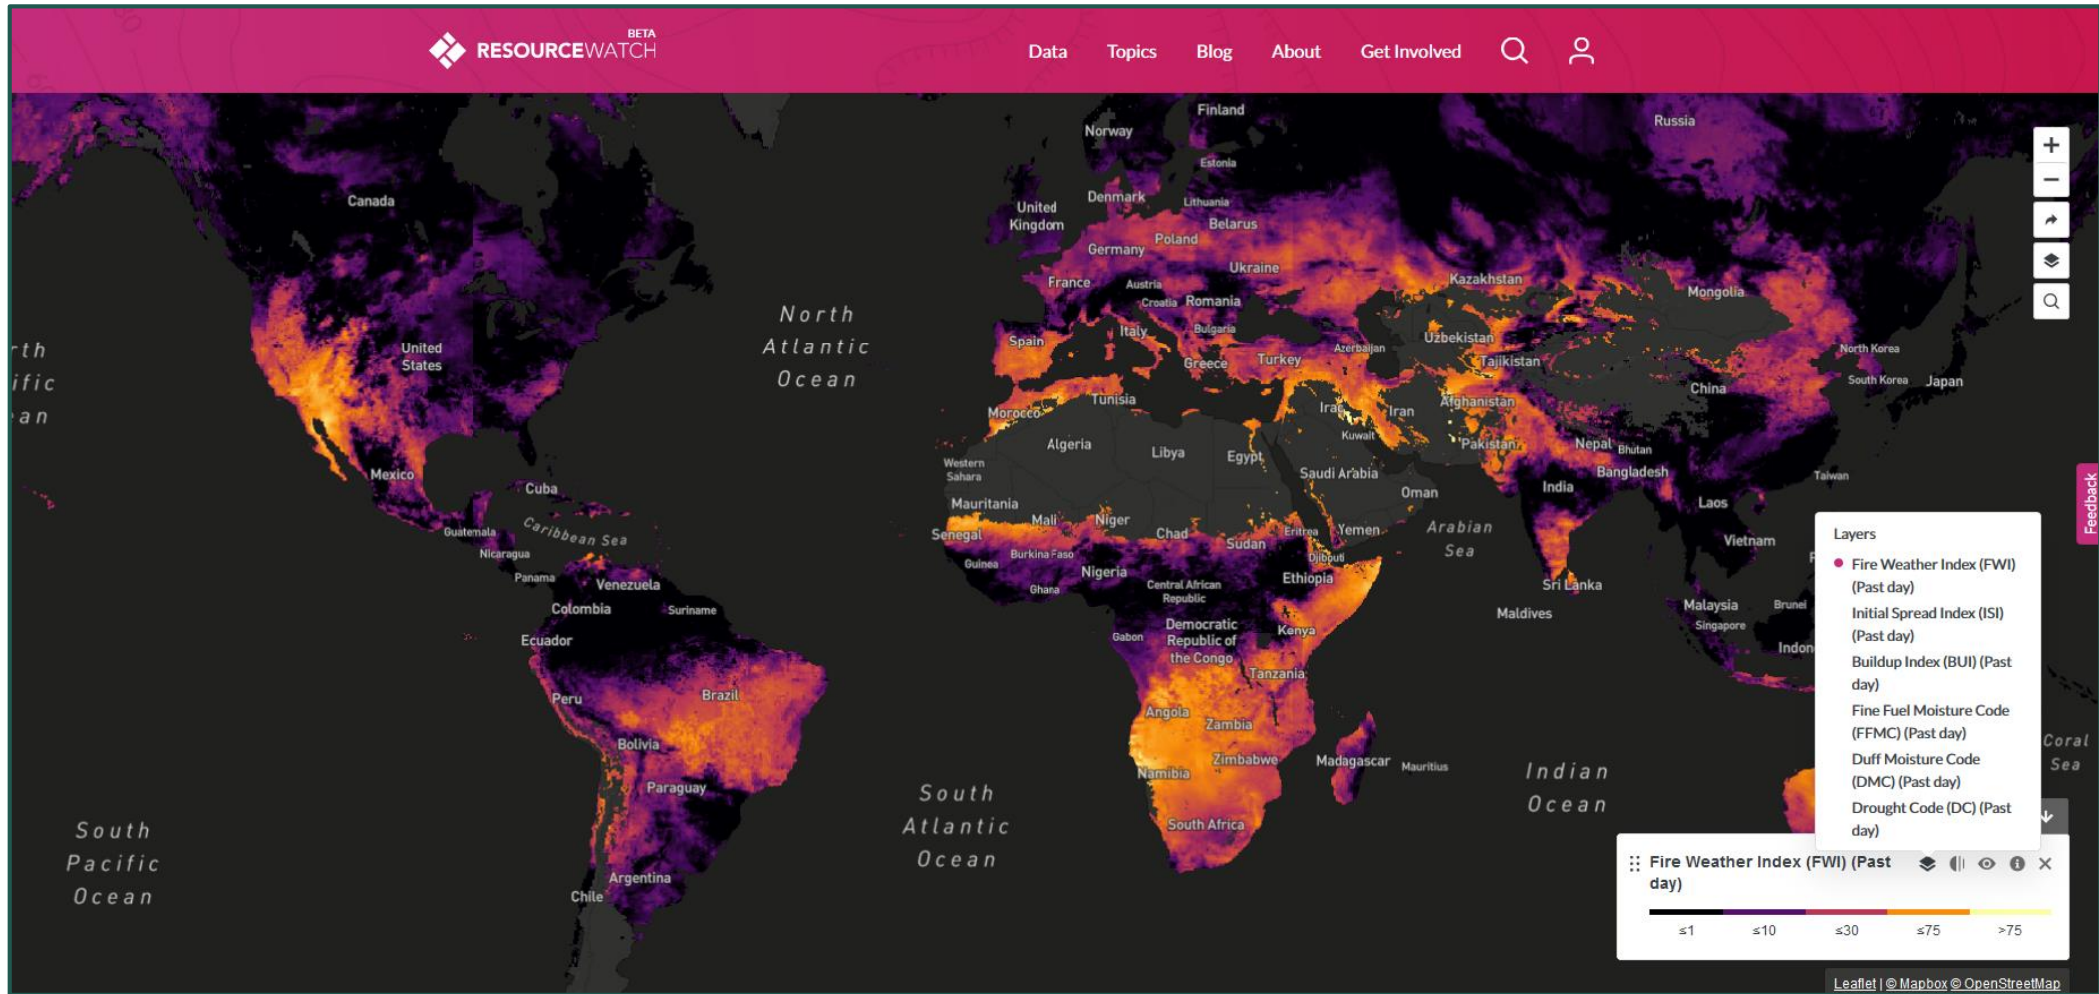 BETA
RESOURCEWATCH
Data Topics Blog About Get Involved
Finland
Norway
Russia
Estonia
Denmark
Lithuania
Canada
United
Kingdom
Belarus
Poland
Germany
Ukraine
France
Austria
Kazakhstan
Mongolia
Croatia Romania
North
Atlantic
Ocean
Italy
Bulgaria
Spain
Uzbekistan
Azerbaijan
Greece
Turkey
Tajikistan
United
States
North Korea
South Korea
Japan
China
rth
ific
an
Tunisia
Morocco
Iraq
Iran
Afghanistan
Kuwait
Algeria
Libya
Egypt
Pakistan
Nepal
Bhutan
Western
Sahara
Saudi Arabia
Bangladesh
Mexico
Taiwan
Cuba
India
Oman
Laos
Mauritania
Mali
Niger
Chad
Sudan
Eritrea
Yemen
Arabian
Sea
Feedback
Guatemala
Caribbean Sea
Senegal
Vietnam
Nicaragua
Burkina Faso
Djibouti
Guinea
Nigeria
Ethiopia
Panama
Venezuela
Ghana
Central African
Republic
Sri Lanka
Colombia
Suriname
Maldives
Malaysia
Brunei
Singapore
Ecuador
Gabon
Democratic
Republic of
the Congo
Kenya
Indon
Tanzania
Peru
Brazil
Angola
Zambia
Bolivia
Zimbabwe
Madagascar
Mauritius
Namibia
Indian
Ocean
Coral
Sea
Paraguay
South
Atlantic
Ocean
South Africa
South
Pacific
Ocean
Argentina
Chile
Layers
Fire Weather Index (FWI)
(Past day)
Initial Spread Index (ISI)
(Past day)
Buildup Index (BUI) (Past
day)
Fine Fuel Moisture Code
(FFMC) (Past day)
Duff Moisture Code
(DMC) (Past day)
Drought Code (DC) (Past
day)
Fire Weather Index (FWI) (Past
day)
≤1 ≤10 ≤30 ≤75 >75
Leaflet | © Mapbox © OpenStreetMap